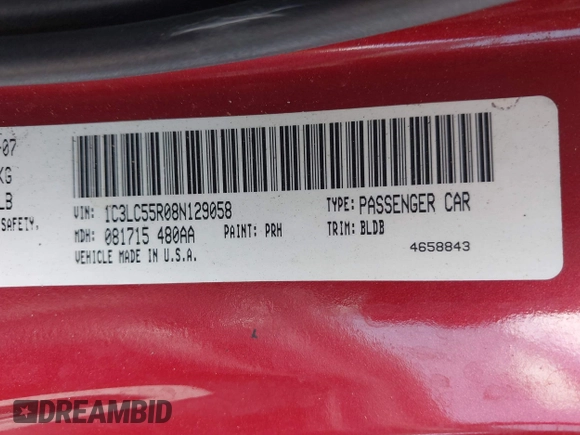 -07
KG
LB
SAFETY,
VIN: 1C3LC55R08N129058 TYPE: PASSENGER CAR
MDH: 081715 480AA PAINT: PRH TRIM: BLDB
VEHICLE MADE IN U.S.A. 4658843
DREAMBID